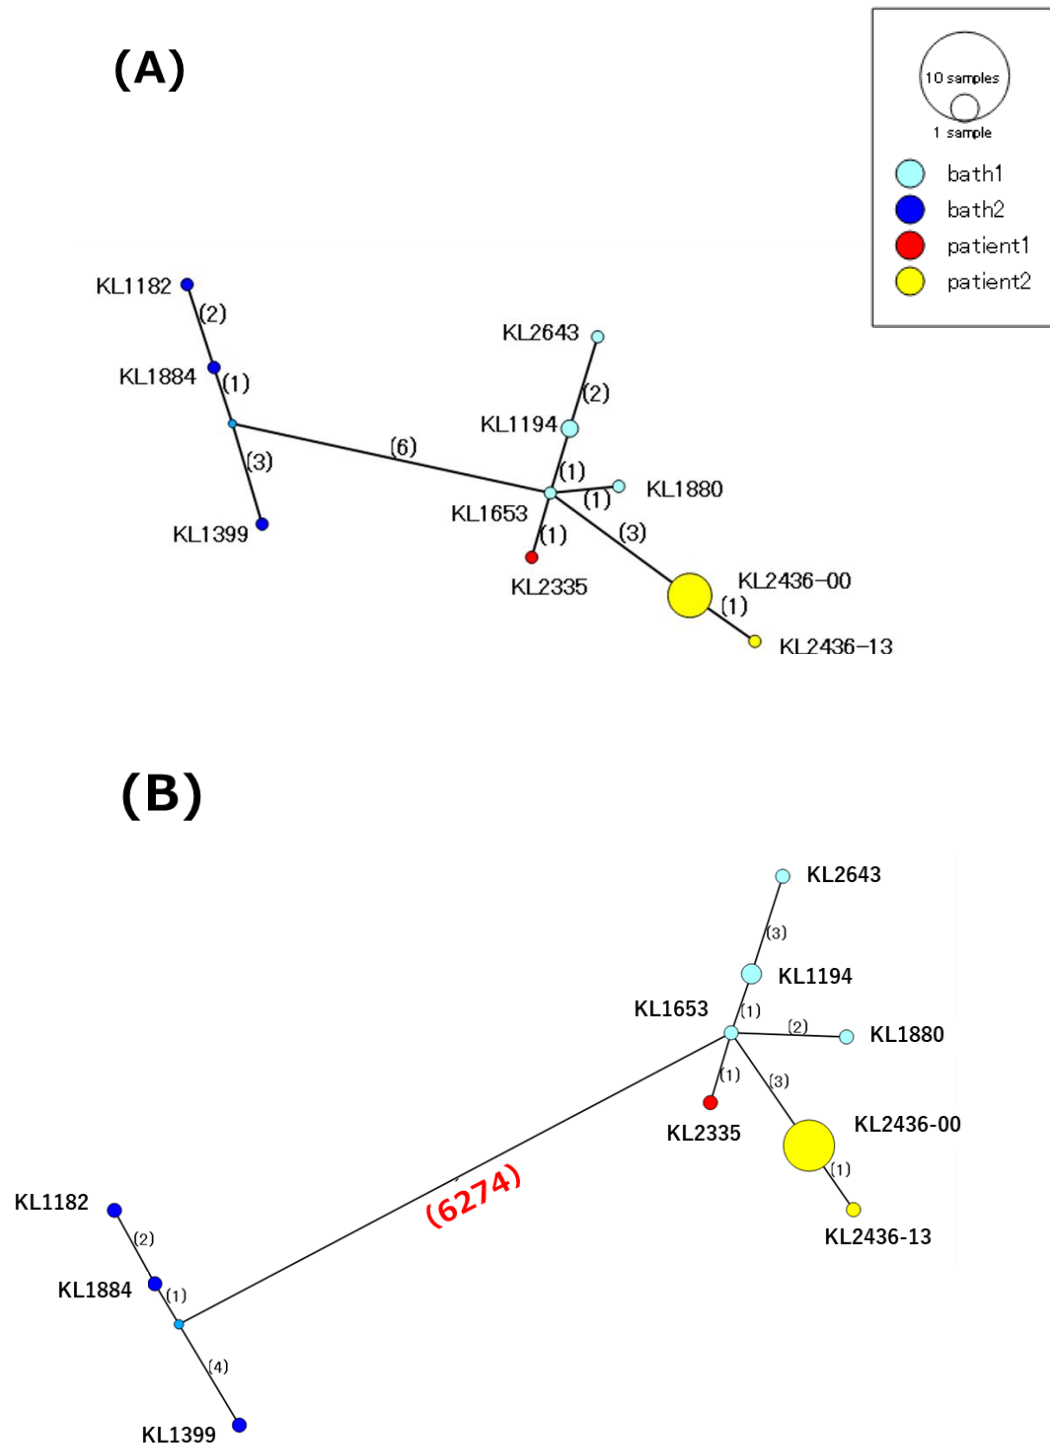 (A)
10 samples
1 sample
bath1
bath2
patient1
patient2
KL1182
(2)
KL1884
(1)
(3)
KL1399
(6)
KL2643
(2)
KL1194
(1)
(1)
KL1880
KL1653
(1)
(3)
KL2335
KL2436-00
(1)
KL2436-13
(B)
KL2643
(3)
KL1194
KL1653
(1)
(2)
KL1880
(1)
(3)
KL2335
KL2436-00
(1)
KL2436-13
(6274)
KL1182
(2)
KL1884
(1)
(4)
KL1399